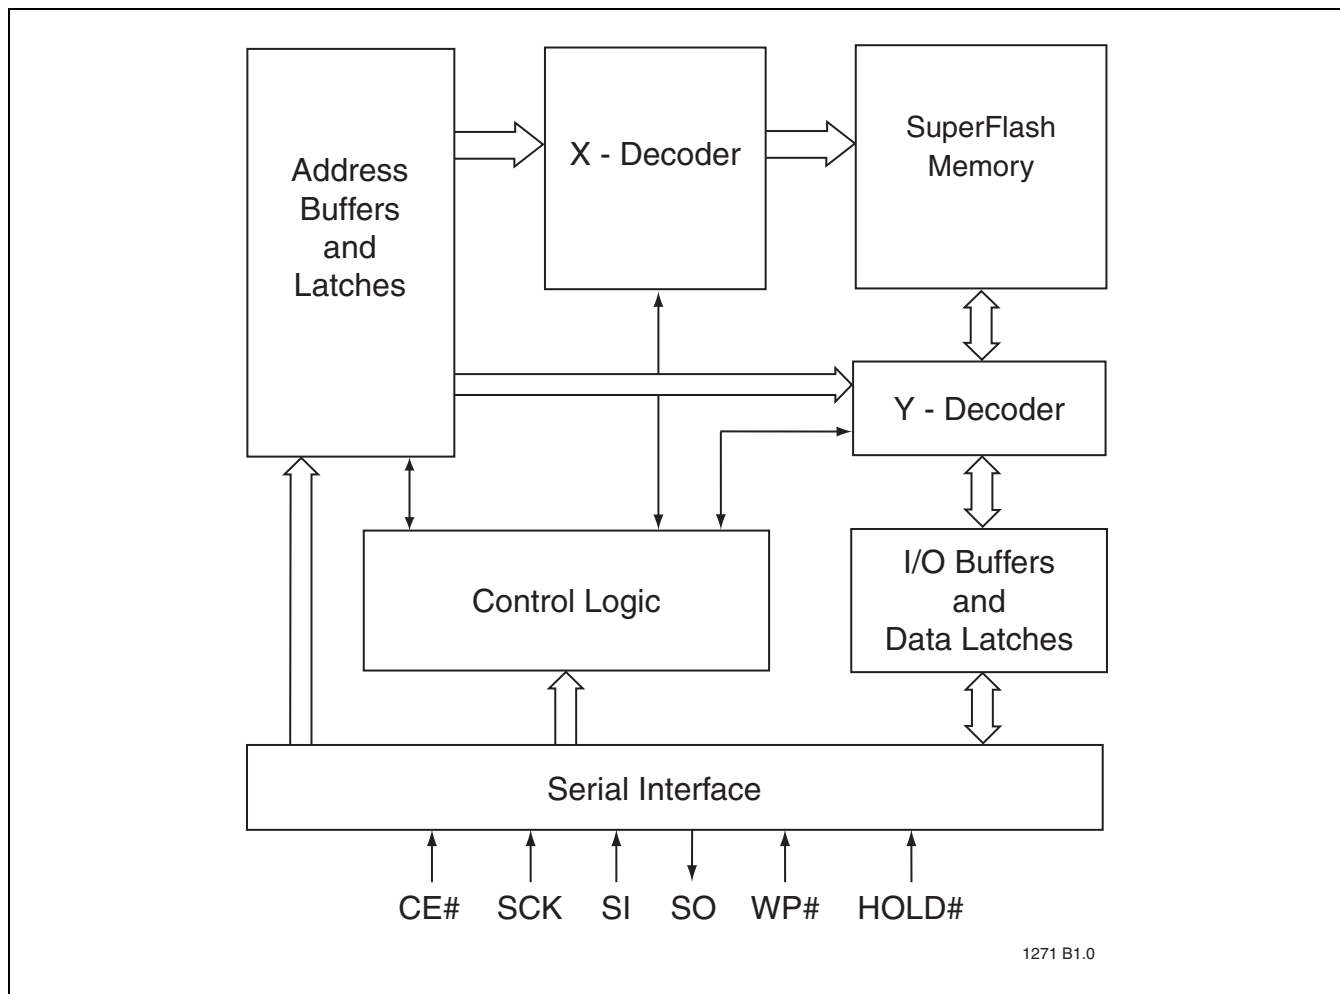 Address
Buffers
and
Latches
X - Decoder
SuperFlash
Memory
Y - Decoder
Control Logic
I/O Buffers
and
Data Latches
Serial Interface
CE# SCK SI SO WP# HOLD#
1271 B1.0